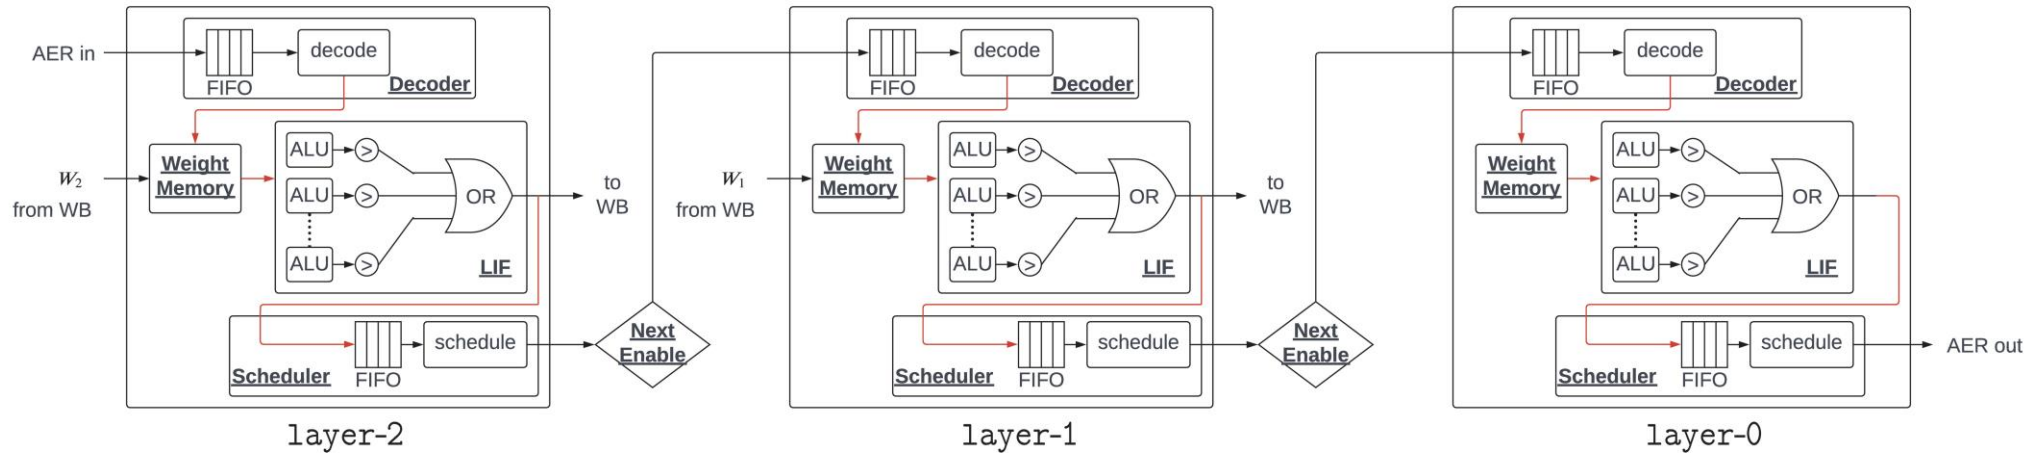 AER in
FIFO
decode
Decoder
W2
from WB
Weight
Memory
ALU
>
ALU
>
ALU
>
OR
LIF
to
WB
FIFO
schedule
Scheduler
Next
Enable
layer-2
FIFO
decode
Decoder
W1
from WB
Weight
Memory
ALU
>
ALU
>
ALU
>
OR
LIF
to
WB
FIFO
schedule
Scheduler
Next
Enable
layer-1
FIFO
decode
Decoder
Weight
Memory
ALU
>
ALU
>
ALU
>
OR
LIF
FIFO
schedule
Scheduler
AER out
layer-0